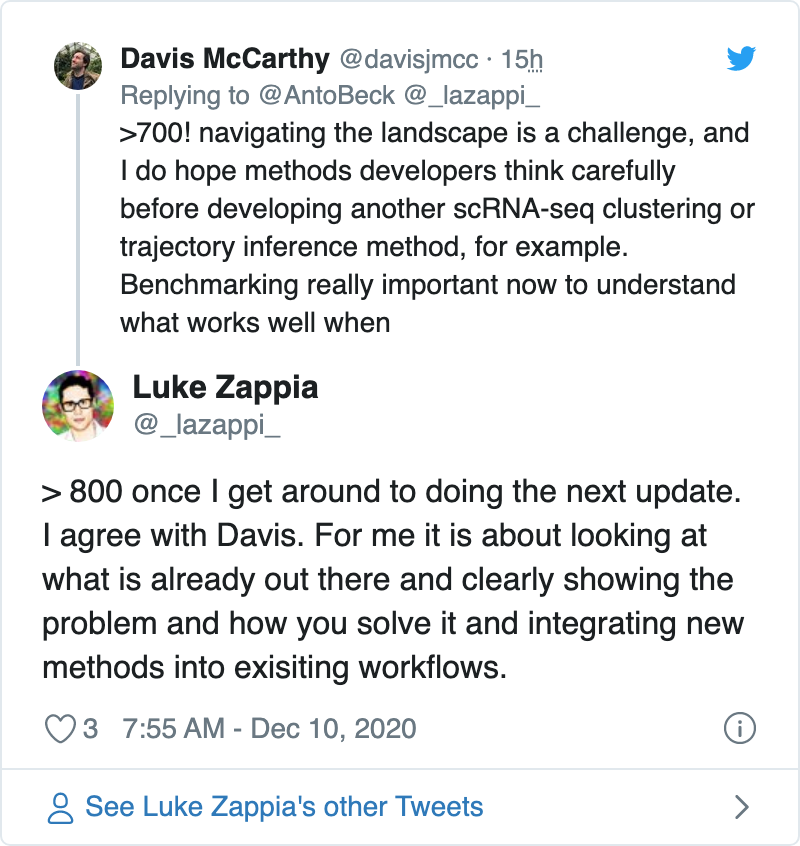 Davis McCarthy @davisjmcc · 15h
Replying to @AntoBeck @_lazappi_
>700! navigating the landscape is a challenge, and
I do hope methods developers think carefully
before developing another scRNA-seq clustering or
trajectory inference method, for example.
Benchmarking really important now to understand
what works well when
Luke Zappia
@_lazappi_
> 800 once I get around to doing the next update.
I agree with Davis. For me it is about looking at
what is already out there and clearly showing the
problem and how you solve it and integrating new
methods into exisiting workflows.
3 7:55 AM - Dec 10, 2020
See Luke Zappia's other Tweets